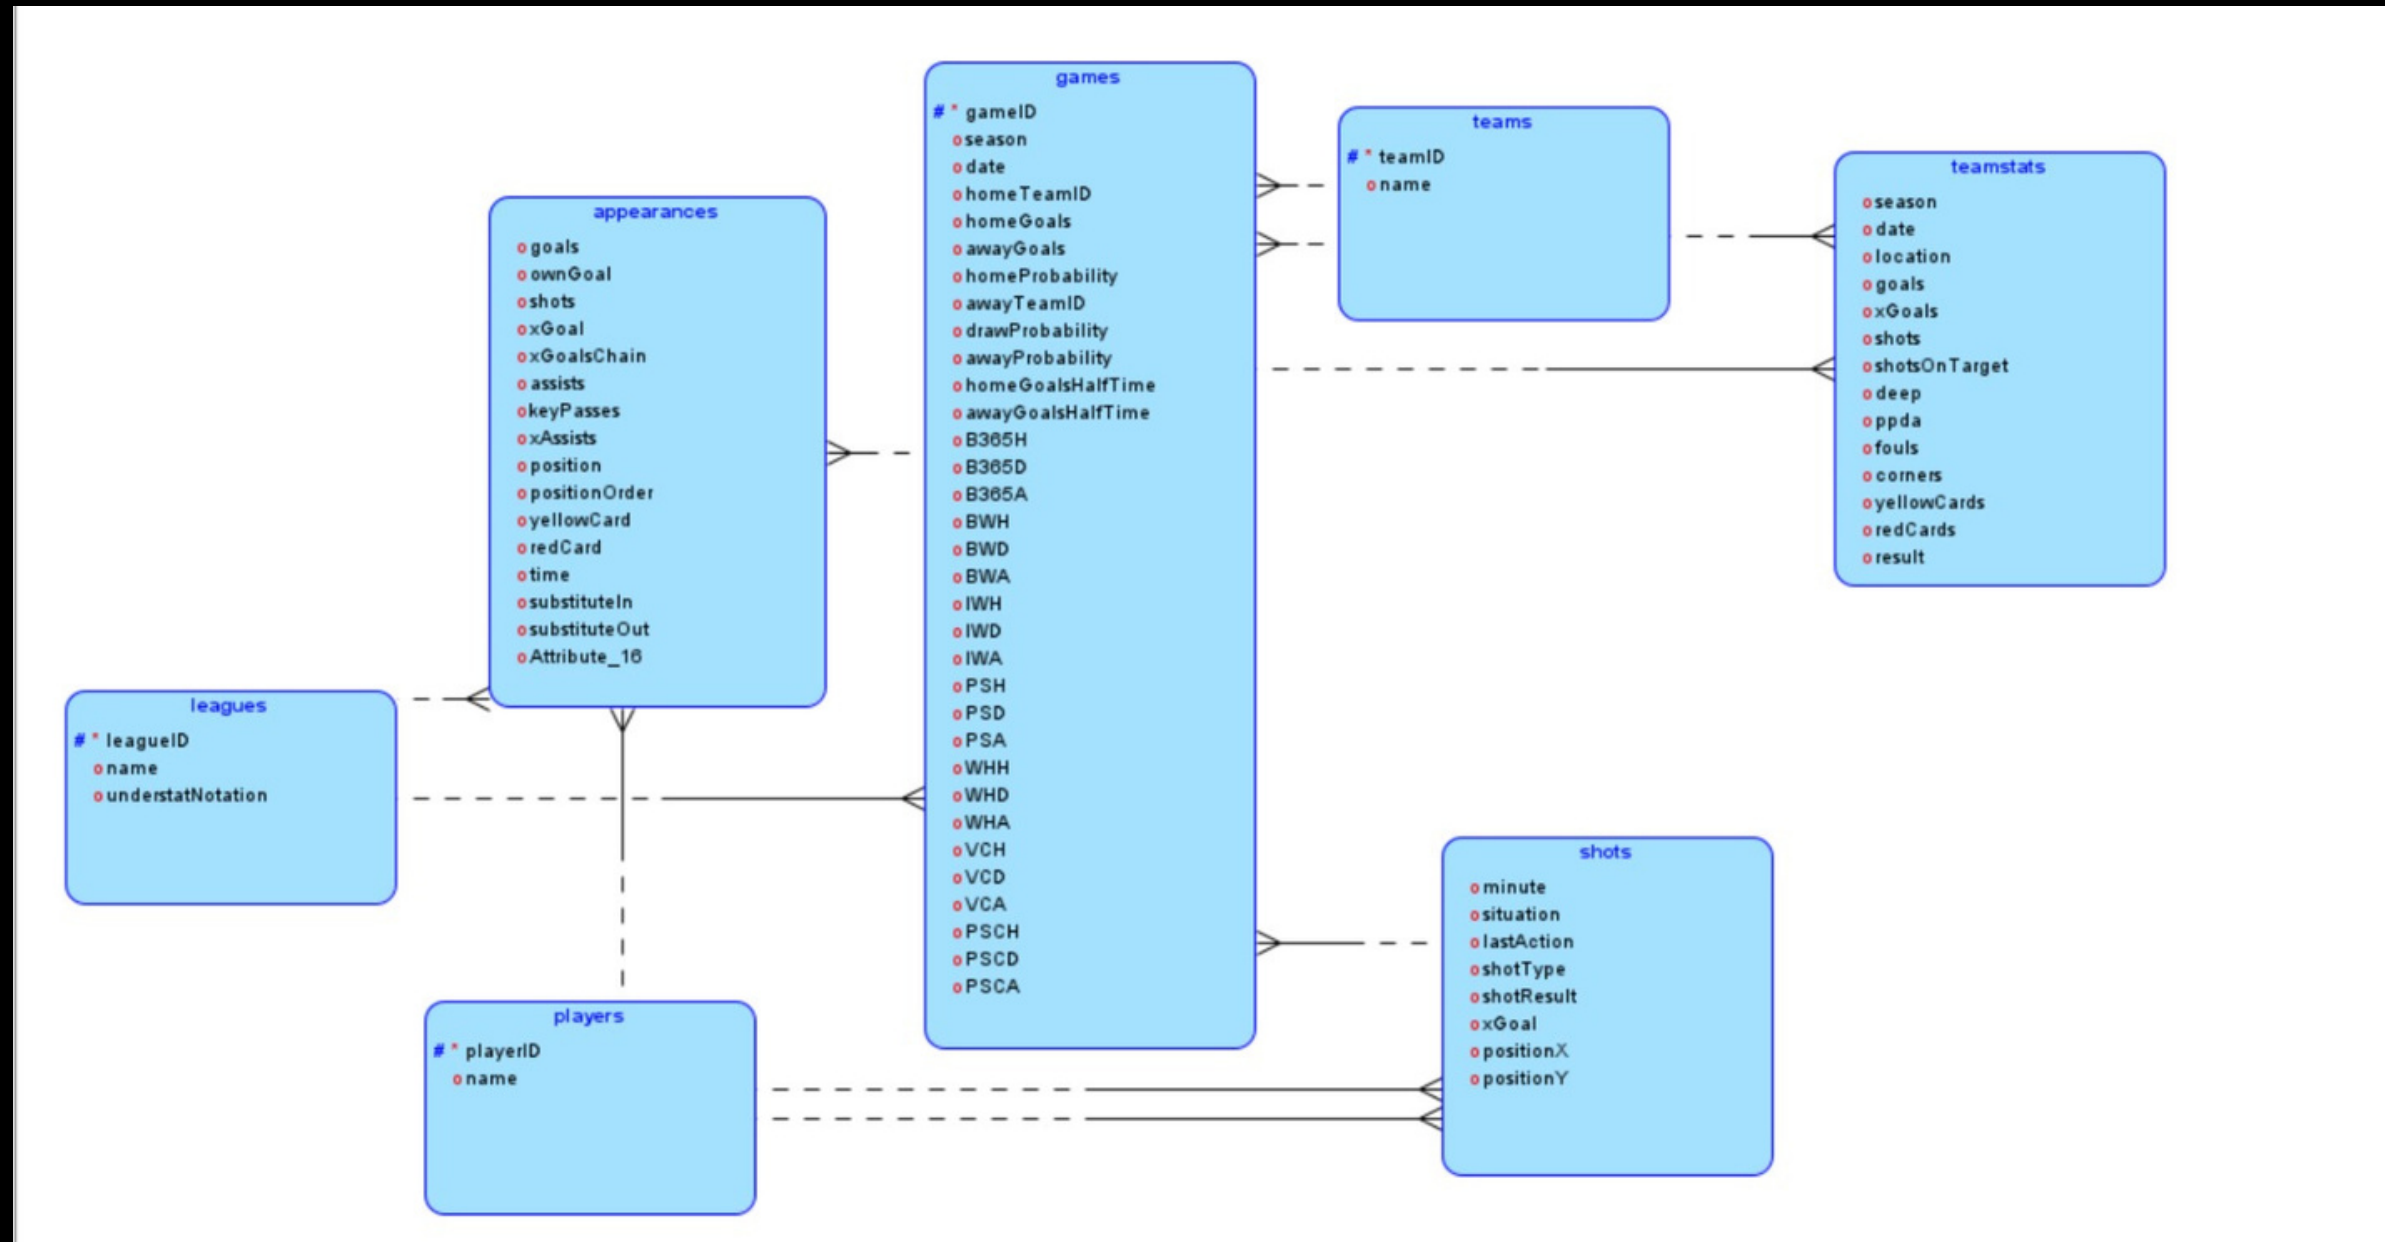 games
# * gameID
o season
o date
o homeTeamID
o homeGoals
o awayGoals
o homeProbability
o awayTeamID
o drawProbability
o awayProbability
o homeGoalsHalfTime
o awayGoalsHalfTime
o B365H
o B365D
o B365A
o BWH
o BWD
o BWA
o IWH
o IWD
o IWA
o PSH
o PSD
o PSA
o WHH
o WHD
o WHA
o VCH
o VCD
o VCA
o PSCH
o PSCD
o PSCA
teams
# * teamID
o name
teamstats
o season
o date
o location
o goals
o xGoals
o shots
o shotsOnTarget
o deep
o ppda
o fouls
o corners
o yellowCards
o redCards
o result
appearances
o goals
o ownGoal
o shots
o xGoal
o xGoalsChain
o assists
o keyPasses
o xAssists
o position
o positionOrder
o yellowCard
o redCard
o time
o substituteIn
o substituteOut
o Attribute_16
leagues
# * leagueID
o name
o understatNotation
shots
o minute
o situation
o lastAction
o shotType
o shotResult
o xGoal
o positionX
o positionY
players
# * playerID
o name